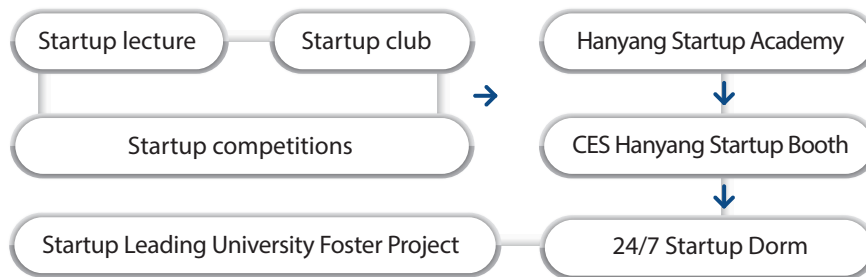 Startup lecture
Startup club
Hanyang Startup Academy
Startup competitions
CES Hanyang Startup Booth
Startup Leading University Foster Project
24/7 Startup Dorm